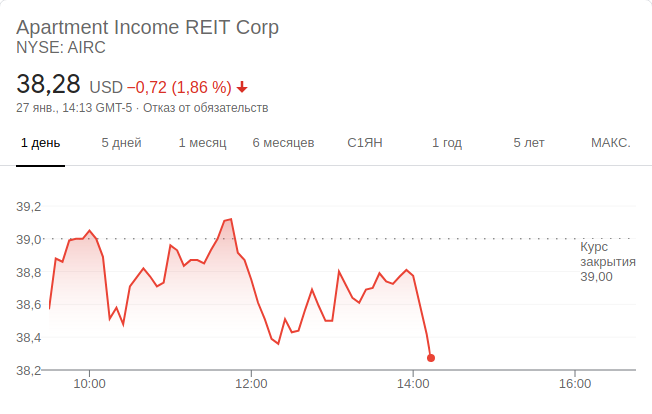 Apartment Income REIT Corp
NYSE: AIRC
38,28 USD −0,72 (1,86 %)
27 янв., 14:13 GMT-5 · Отказ от обязательств
1 день 5 дней 1 месяц 6 месяцев С1ЯН 1 год 5 лет МАКС.
39,2
39,0
Курс
закрытия
39,00
38,8
38,6
38,4
38,2
10:00 12:00 14:00 16:00